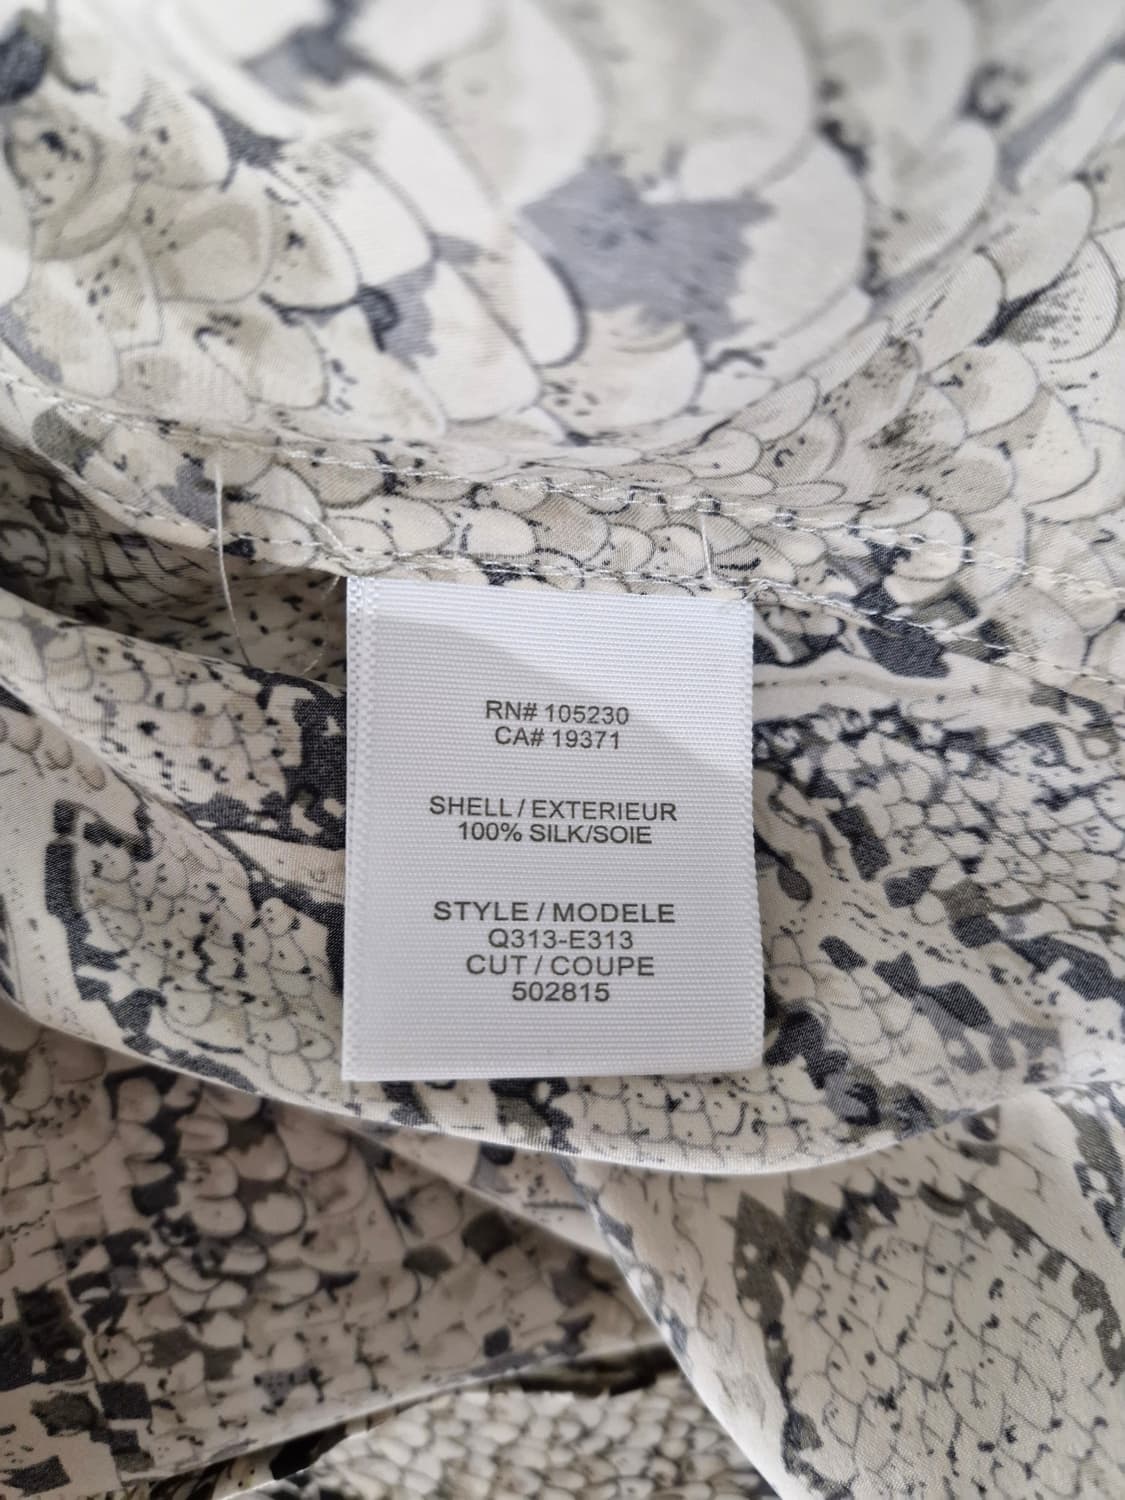 RN# 105230
CA# 19371
SHELL / EXTERIEUR
100% SILK/SOIE
STYLE / MODELE
Q313-E313
CUT / COUPE
502815